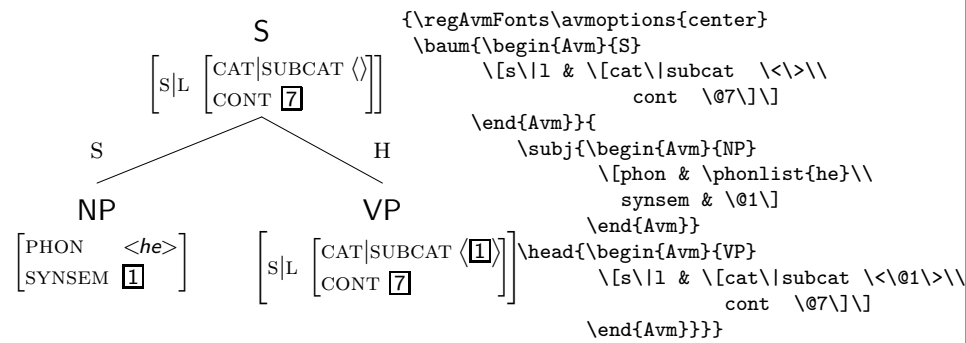 S
[S|L [CAT|SUBCAT ⟨⟩
CONT 7]]
S H
NP VP
[PHON <he>
SYNSEM 1]
[S|L [CAT|SUBCAT ⟨1⟩
CONT 7]]
{\regAvmFonts\avmoptions{center}
\baum{\begin{Avm}{S}
\[s\|l & \[cat\|subcat \<\>\\
cont \@7\]\]
\end{Avm}}{
\subj{\begin{Avm}{NP}
\[phon & \phonlist{he}\\
synsem & \@1\]
\end{Avm}}
\head{\begin{Avm}{VP}
\[s\|l & \[cat\|subcat \<\@1\>\\
cont \@7\]\]
\end{Avm}}}}